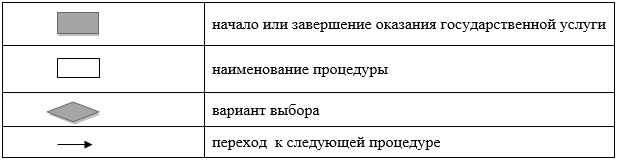 начало или завершение оказания государственной услуги
наименование процедуры
вариант выбора
переход к следующей процедуре